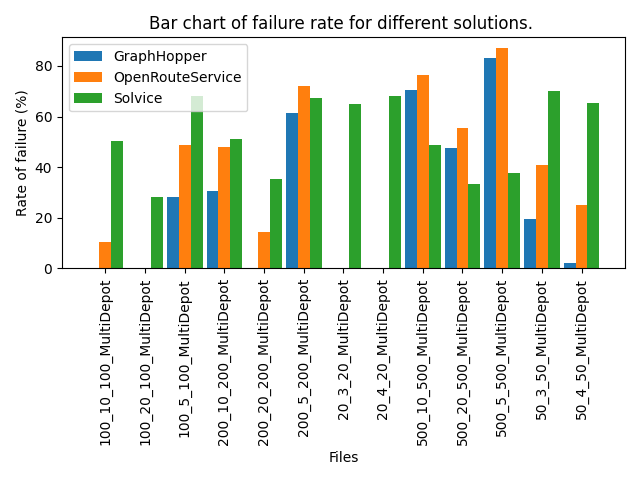 Bar chart of failure rate for different solutions.
GraphHopper
OpenRouteService
Solvice
Rate of failure (%)
80
60
40
20
0
100_10_100_MultiDepot
100_20_100_MultiDepot
100_5_100_MultiDepot
200_10_200_MultiDepot
200_20_200_MultiDepot
200_5_200_MultiDepot
20_3_20_MultiDepot
20_4_20_MultiDepot
500_10_500_MultiDepot
500_20_500_MultiDepot
500_5_500_MultiDepot
50_3_50_MultiDepot
50_4_50_MultiDepot
Files